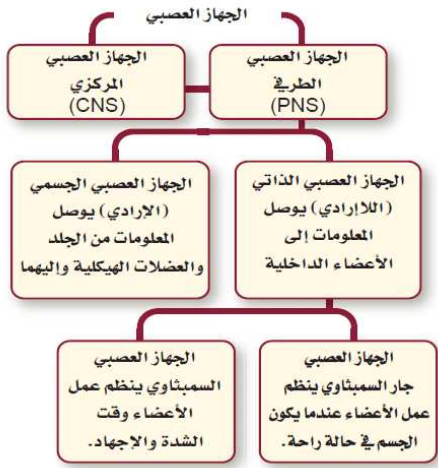 الجهاز العصبي
الجهاز العصبي
الطرفي
(PNS)
الجهاز العصبي
المركزي
(CNS)
الجهاز العصبي الذاتي
(اللاإرادي) يوصل
المعلومات إلى
الأعضاء الداخلية
الجهاز العصبي الجسمي
(الإرادي) يوصل
المعلومات من الجلد
والعضلات الهيكلية وإليهما
الجهاز العصبي
جار السمبثاوي ينظم
عمل الأعضاء عندما يكون
الجسم في حالة راحة.
الجهاز العصبي
السمبثاوي ينظم عمل
الأعضاء وقت
الشدة والإجهاد.